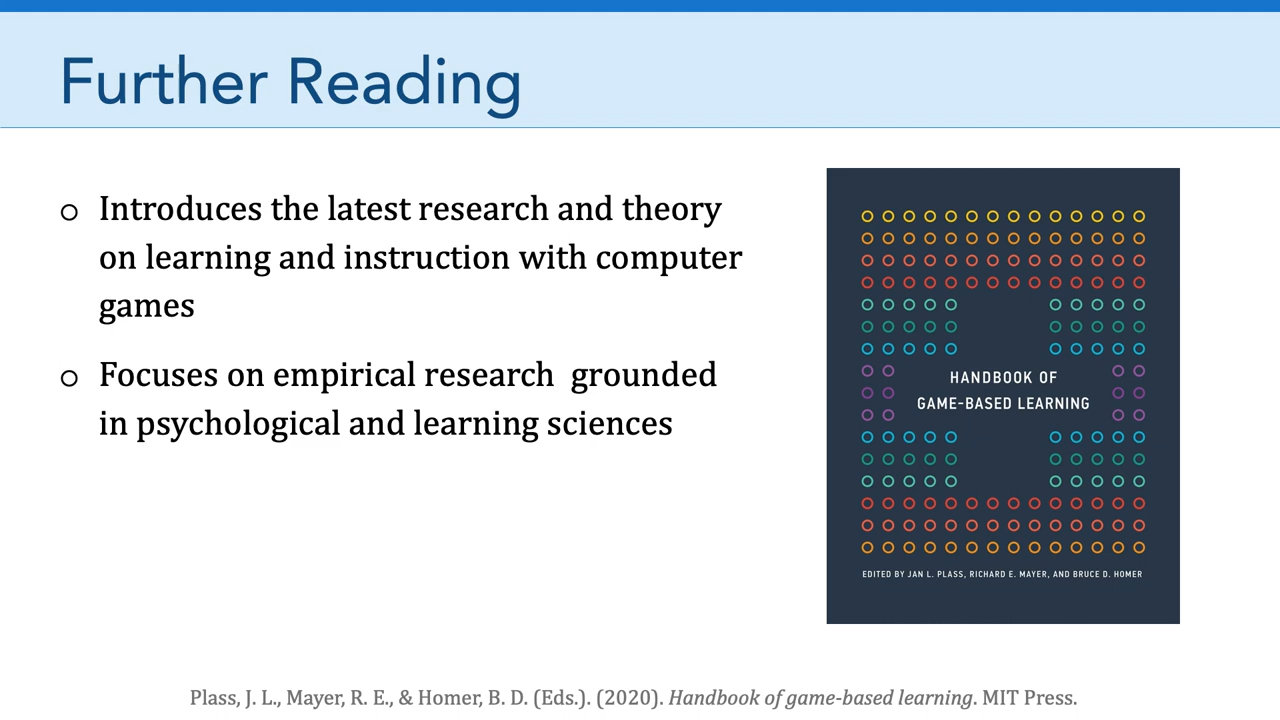 Further Reading
Introduces the latest research and theory
on learning and instruction with computer
games
Focuses on empirical research  grounded
in psychological and learning sciences
HANDBOOK OF
GAME-BASED LEARNING
EDITED BY JAN L. PLASS, RICHARD E. MAYER, AND BRUCE D. HOMER
Plass, J. L., Mayer, R. E., & Homer, B. D. (Eds.). (2020). Handbook of game-based learning. MIT Press.